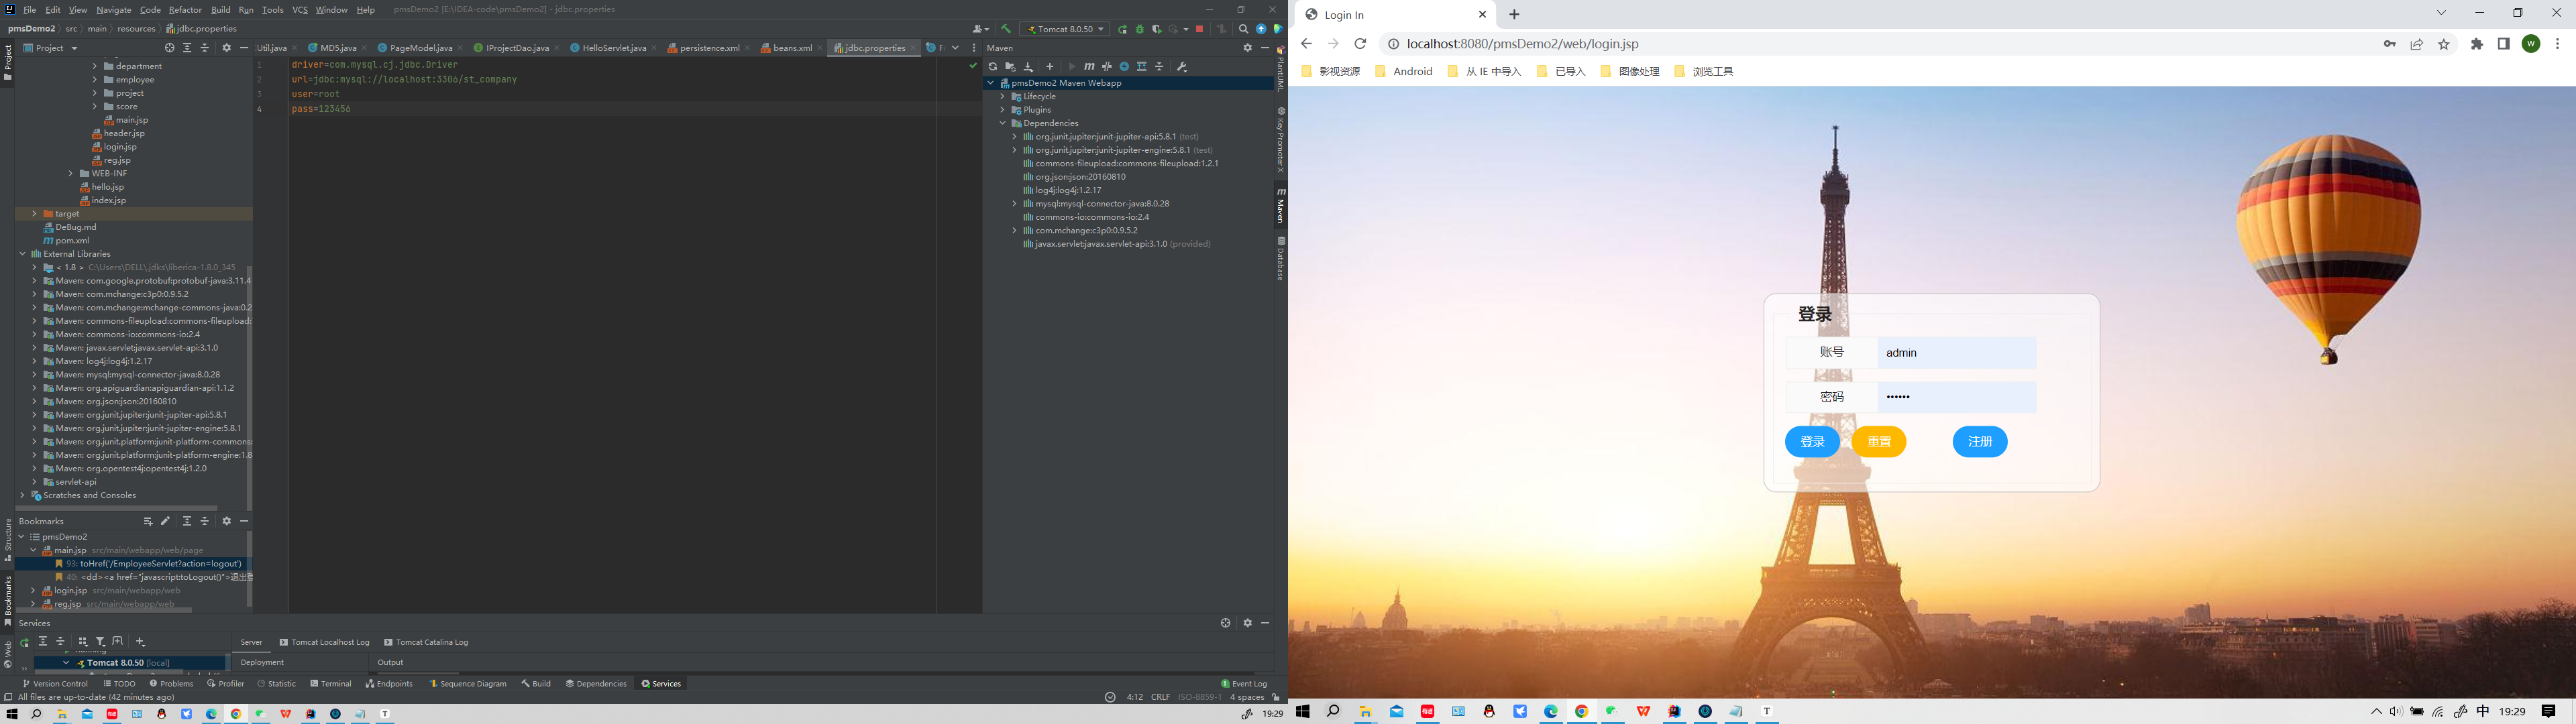 File Edit View Navigate Code Refactor Build Run Tools VCS Window Help pmsDemo2 [E:\IDEA-code\pmsDemo2] - jdbc.properties
pmsDemo2 src main resources jdbc.properties
Tomcat 8.0.50
Project
Util.java MD5.java PageModel.java IProjectDao.java HelloServlet.java persistence.xml beans.xml jdbc.properties
Maven
department
employee
project
score
main.jsp
header.jsp
login.jsp
reg.jsp
WEB-INF
hello.jsp
index.jsp
target
DeBug.md
pom.xml
External Libraries
< 1.8 > C:\Users\DELL\.jdks\liberica-1.8.0_345
Maven: com.google.protobuf:protobuf-java:3.11.4
Maven: com.mchange:c3p0:0.9.5.2
Maven: com.mchange:mchange-commons-java:0.2
Maven: commons-fileupload:commons-fileupload:
Maven: commons-io:commons-io:2.4
Maven: javax.servlet:javax.servlet-api:3.1.0
Maven: log4j:log4j:1.2.17
Maven: mysql:mysql-connector-java:8.0.28
Maven: org.apiguardian:apiguardian-api:1.1.2
Maven: org.json:json:20160810
Maven: org.junit.jupiter:junit-jupiter-api:5.8.1
Maven: org.junit.jupiter:junit-jupiter-engine:5.8.1
Maven: org.junit.platform:junit-platform-commons:
Maven: org.junit.platform:junit-platform-engine:1.8
Maven: org.opentest4j:opentest4j:1.2.0
servlet-api
Scratches and Consoles
1 driver=com.mysql.cj.jdbc.Driver
2 url=jdbc:mysql://localhost:3306/st_company
3 user=root
4 pass=123456
pmsDemo2 Maven Webapp
Lifecycle
Plugins
Dependencies
org.junit.jupiter:junit-jupiter-api:5.8.1 (test)
org.junit.jupiter:junit-jupiter-engine:5.8.1 (test)
commons-fileupload:commons-fileupload:1.2.1
org.json:json:20160810
log4j:log4j:1.2.17
mysql:mysql-connector-java:8.0.28
commons-io:commons-io:2.4
com.mchange:c3p0:0.9.5.2
javax.servlet:javax.servlet-api:3.1.0 (provided)
PlantUML
Key Promoter X
Maven
Database
Project
Structure
Bookmarks
Web
Bookmarks
pmsDemo2
main.jsp src/main/webapp/web/page
93: toHref('/EmployeeServlet?action=logout')
40: <dd><a href="javascript:toLogout()">退出登
login.jsp src/main/webapp/web
reg.jsp src/main/webapp/web
Services
Server Tomcat Localhost Log Tomcat Catalina Log
Running
Tomcat 8.0.50 [local]
Deployment Output
Version Control TODO Problems Profiler Statistic Terminal Endpoints Sequence Diagram Build Dependencies Services Event Log
All files are up-to-date (42 minutes ago) 4:12 CRLF ISO-8859-1 4 spaces
19:29
Login In
localhost:8080/pmsDemo2/web/login.jsp
W
影视资源 Android 从 IE 中导入 已导入 图像处理 浏览工具
登录
账号 admin
密码 ••••••
登录 重置 注册
中 19:29